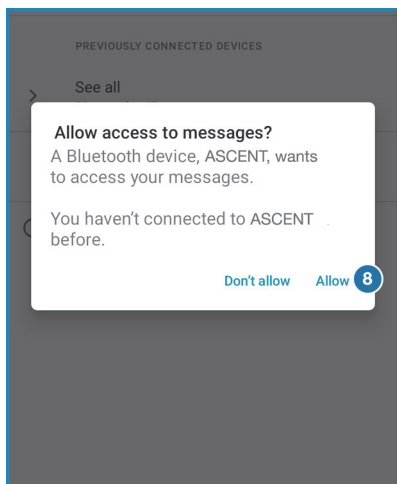 PREVIOUSLY CONNECTED DEVICES
See all
Allow access to messages?
A Bluetooth device, ASCENT, wants
to access your messages.
You haven't connected to ASCENT
before.
Don't allow Allow 8